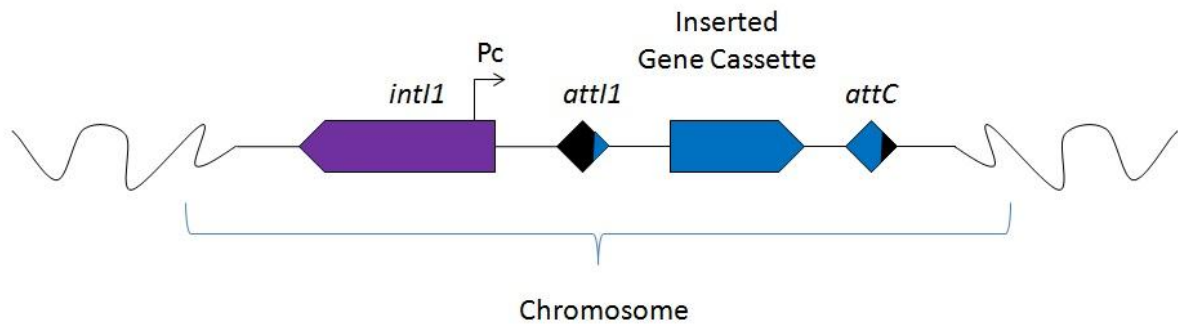 Inserted
Gene Cassette
Pc
intI1
attI1
attC
Chromosome